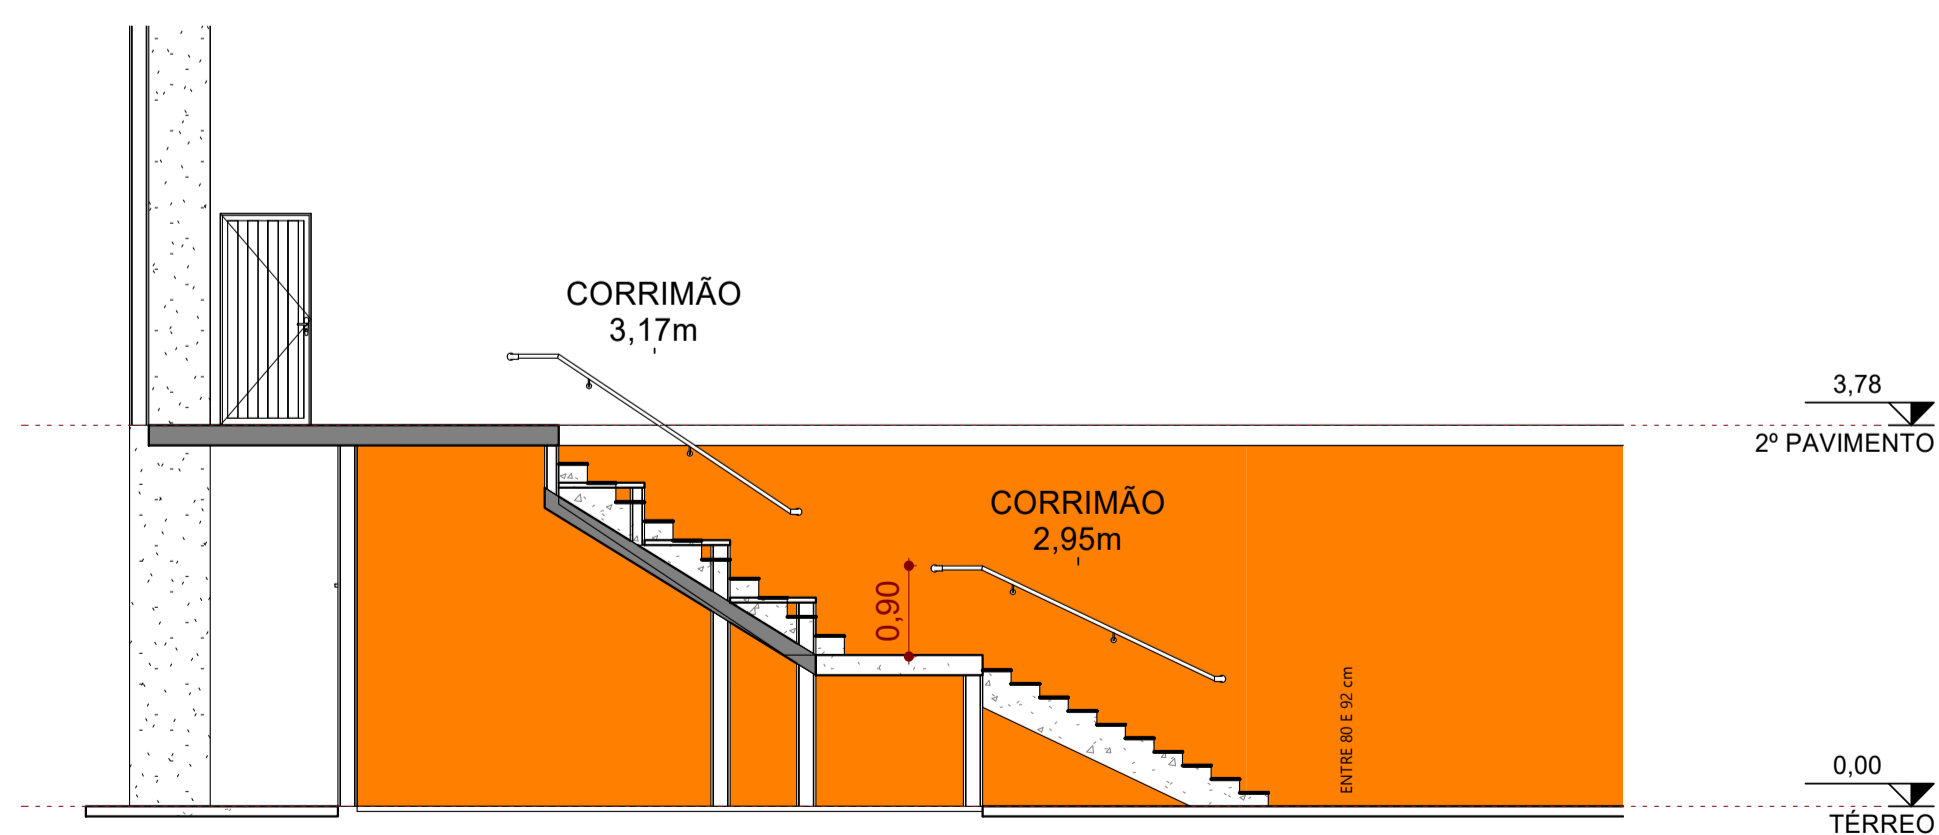 CORRIMÃO
3,17m
3,78
2º PAVIMENTO
CORRIMÃO
2,95m
0,90
ENTRE 80 E 92 cm
0,00
TÉRREO